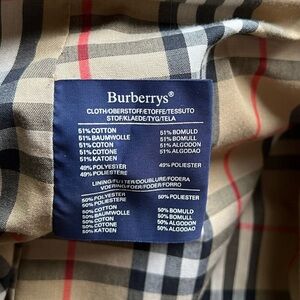 Burberrys®
CLOTH/OBERSTOFF/ETOFFE/TESSUTO
STOF/KLAEDE/TYG/TELA
51% COTTON 51% BOMULD
51% BAUMWOLLE 51% BOMULL
51% COTON 51% ALGODON
51% COTONE 51% ALGODAO
51% KATOEN
49% POLYESTER 49% POLIESTER
49% POLIESTERE
LINING/FUTTER/DOUBLURE/FODERA
VOERING/FOER/FODER/FORRO
50% POLYESTER 50% POLIESTER
50% POLIESTERE
50% COTTON 50% BOMULD
50% BAUMWOLLE 50% BOMULL
50% COTON 50% ALGODON
50% COTONE 50% ALGODAO
50% KATOEN